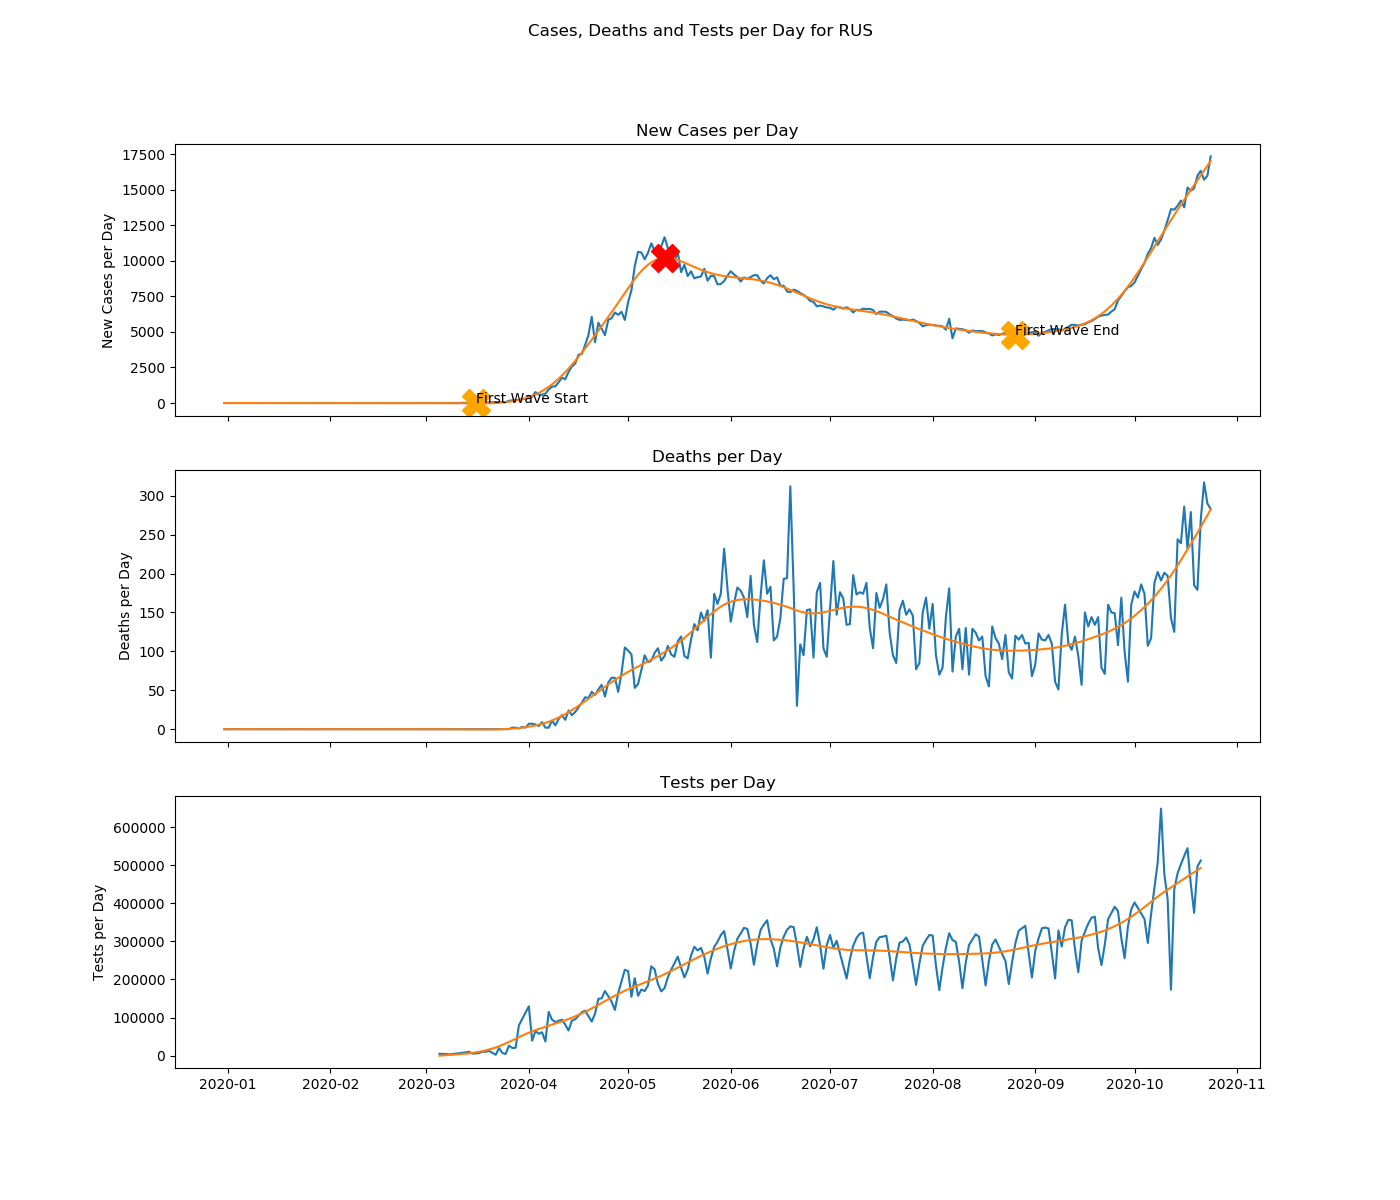 Cases, Deaths and Tests per Day for RUS
New Cases per Day
New Cases per Day
17500
15000
12500
10000
7500
5000
2500
0
First Wave Start
First Wave End
Deaths per Day
Deaths per Day
300
250
200
150
100
50
0
Tests per Day
Tests per Day
600000
500000
400000
300000
200000
100000
0
2020-01 2020-02 2020-03 2020-04 2020-05 2020-06 2020-07 2020-08 2020-09 2020-10 2020-11